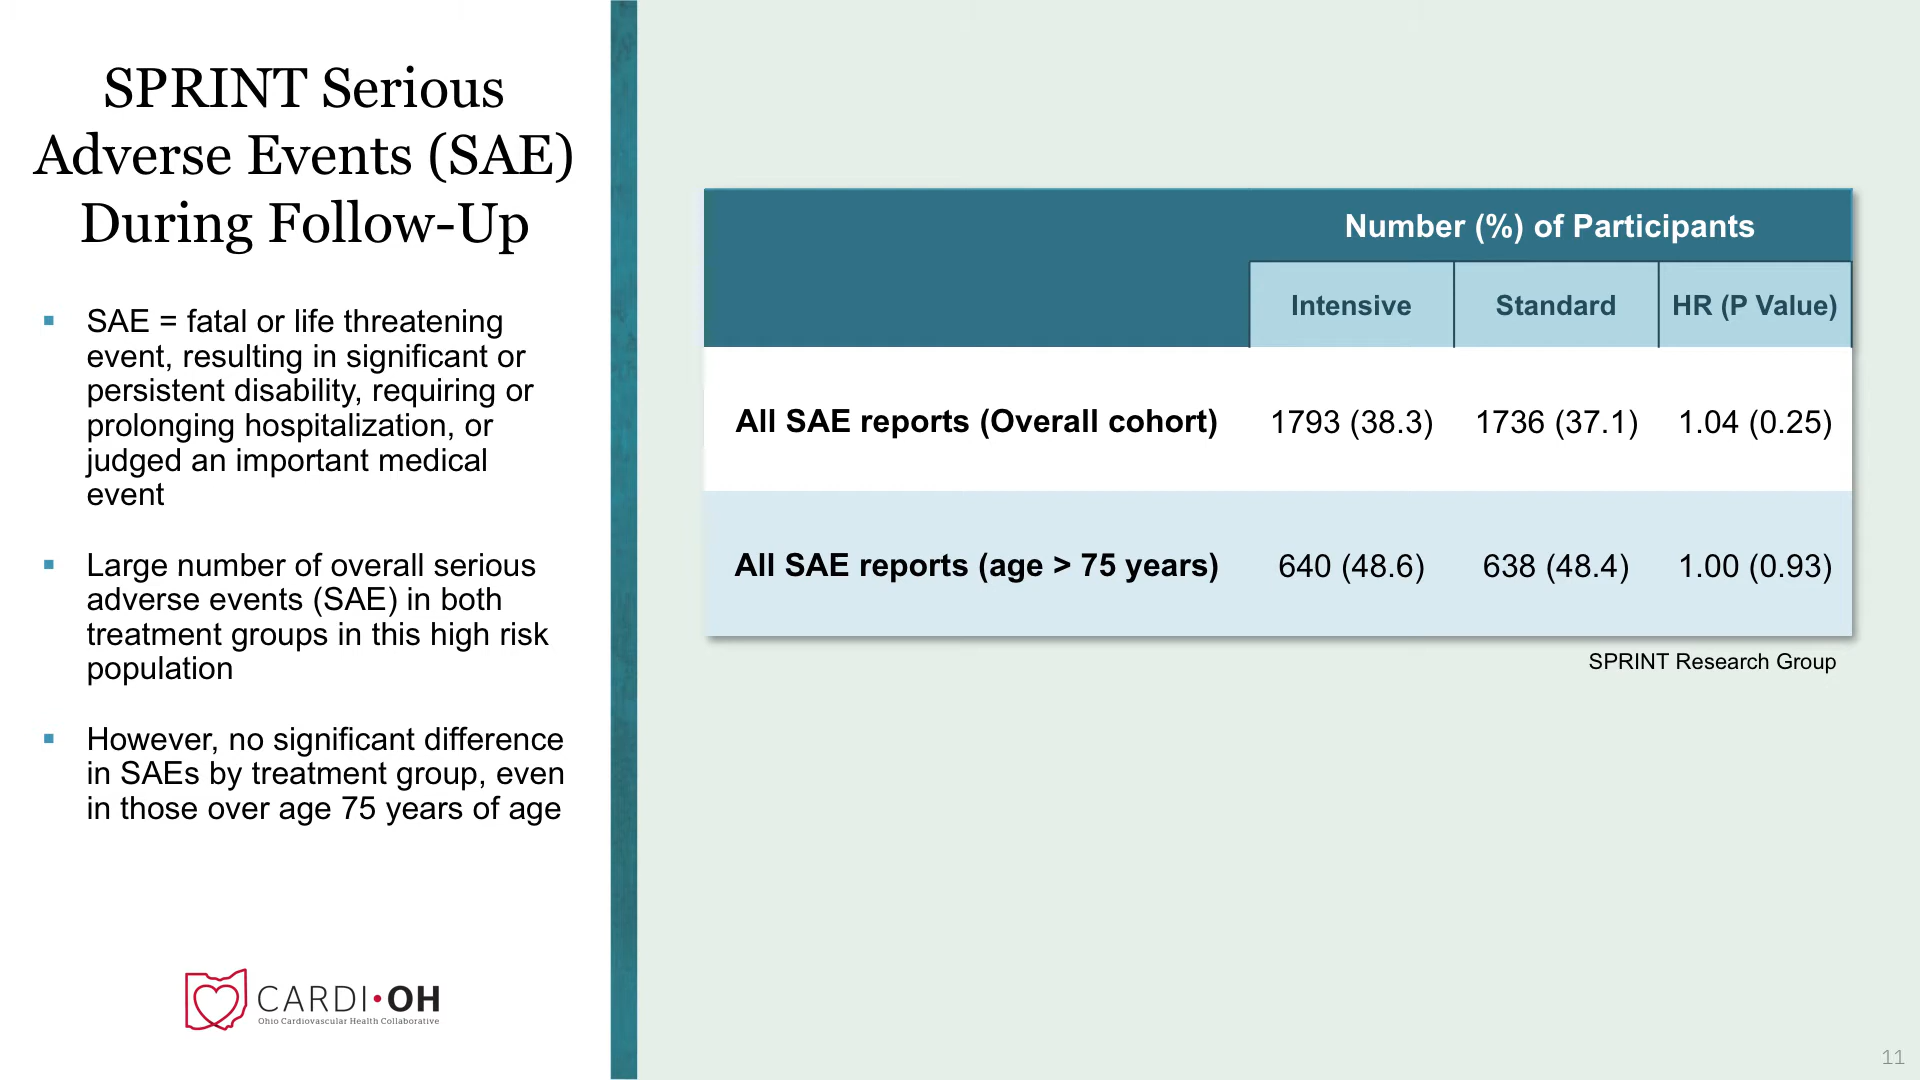 SPRINT Serious
Adverse Events (SAE)
During Follow-Up
▪ SAE = fatal or life threatening
event, resulting in significant or
persistent disability, requiring or
prolonging hospitalization, or
judged an important medical
event
▪ Large number of overall serious
adverse events (SAE) in both
treatment groups in this high risk
population
▪ However, no significant difference
in SAEs by treatment group, even
in those over age 75 years of age
CARDI•OH
Ohio Cardiovascular Health Collaborative
Number (%) of Participants
Intensive Standard HR (P Value)
All SAE reports (Overall cohort) 1793 (38.3) 1736 (37.1) 1.04 (0.25)
All SAE reports (age > 75 years) 640 (48.6) 638 (48.4) 1.00 (0.93)
SPRINT Research Group
11